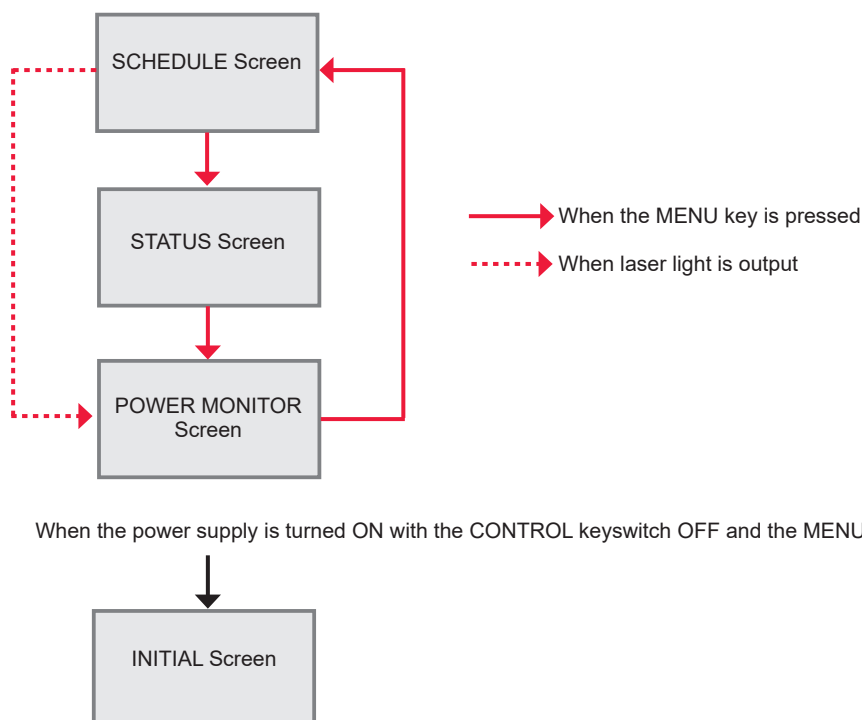 SCHEDULE Screen
STATUS Screen
When the MENU key is pressed
When laser light is output
POWER MONITOR
Screen
When the power supply is turned ON with the CONTROL keyswitch OFF and the MENU
INITIAL Screen